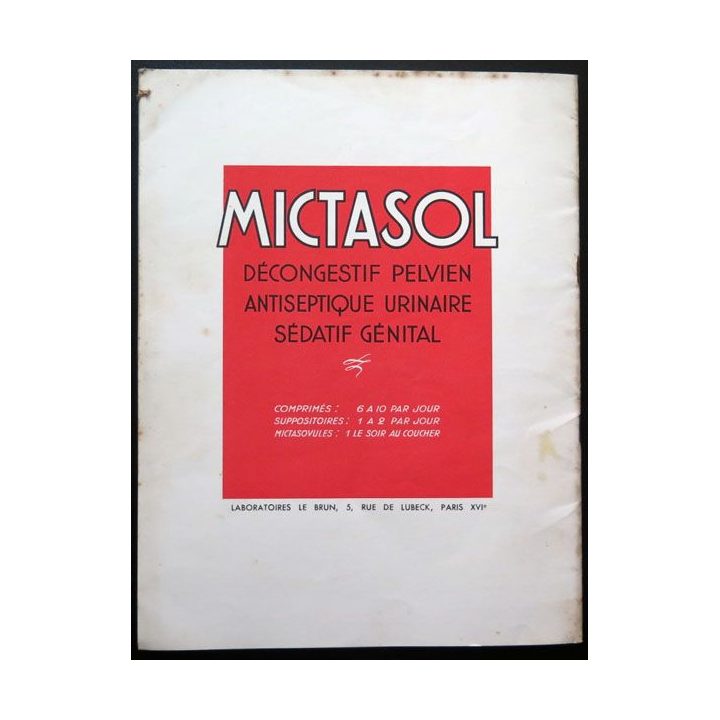 MICTASOL
DÉCONGESTIF PELVIEN
ANTISEPTIQUE URINAIRE
SÉDATIF GÉNITAL
COMPRIMÉS : 6 A 10 PAR JOUR
SUPPOSITOIRES : 1 A 2 PAR JOUR
MICTASOVULES : 1 LE SOIR AU COUCHER
LABORATOIRES LE BRUN, 5, RUE DE LUBECK, PARIS XVIᵉ